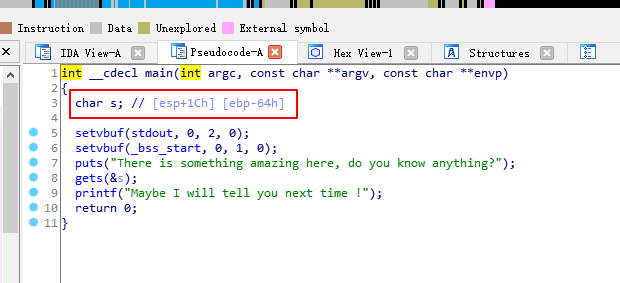 Instruction Data Unexplored External symbol
IDA View-A Pseudocode-A Hex View-1 Structures
1 int __cdecl main(int argc, const char **argv, const char **envp)
2 {
3 char s; // [esp+1Ch] [ebp-64h]
4
5 setvbuf(stdout, 0, 2, 0);
6 setvbuf(_bss_start, 0, 1, 0);
7 puts("There is something amazing here, do you know anything?");
8 gets(&s);
9 printf("Maybe I will tell you next time !");
10 return 0;
11 }